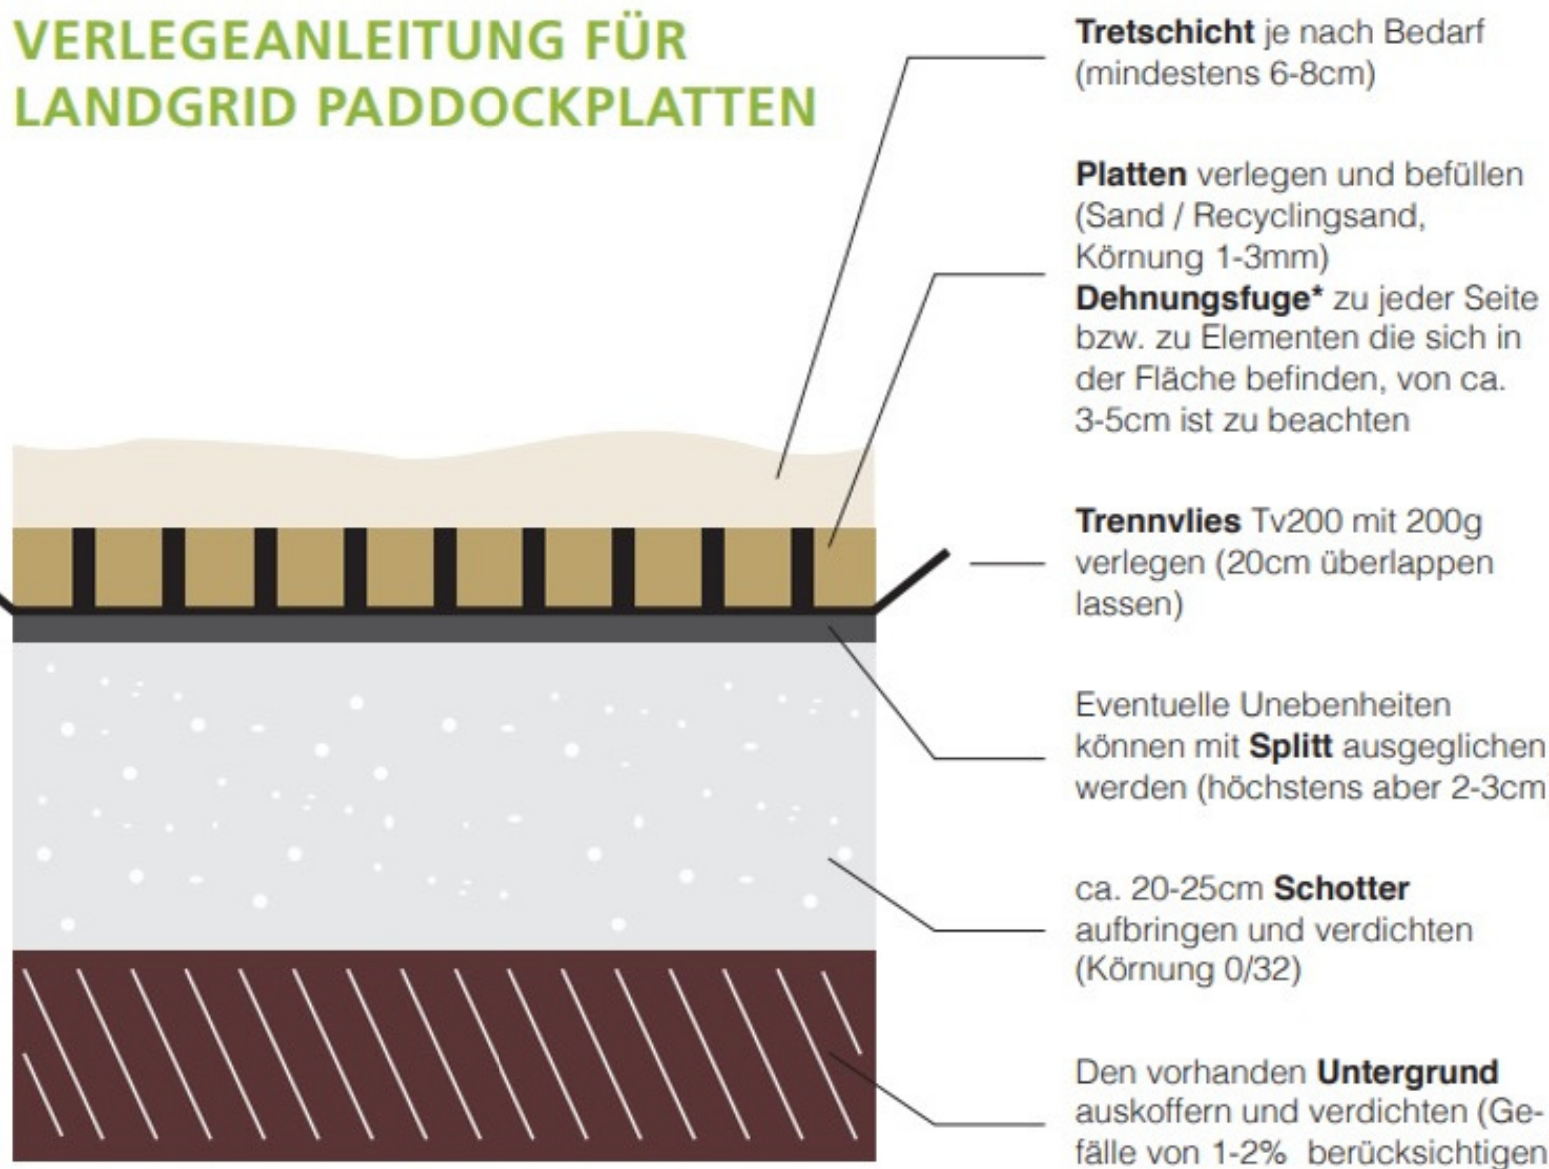 VERLEGEANLEITUNG FÜR
LANDGRID PADDOCKPLATTEN
Tretschicht je nach Bedarf
(mindestens 6-8cm)
Platten verlegen und befüllen
(Sand / Recyclingsand,
Körnung 1-3mm)
Dehnungsfuge* zu jeder Seite
bzw. zu Elementen die sich in
der Fläche befinden, von ca.
3-5cm ist zu beachten
Trennvlies Tv200 mit 200g
verlegen (20cm überlappen
lassen)
Eventuelle Unebenheiten
können mit Splitt ausgeglichen
werden (höchstens aber 2-3cm
ca. 20-25cm Schotter
aufbringen und verdichten
(Körnung 0/32)
Den vorhanden Untergrund
auskoffern und verdichten (Ge-
fälle von 1-2% berücksichtigen